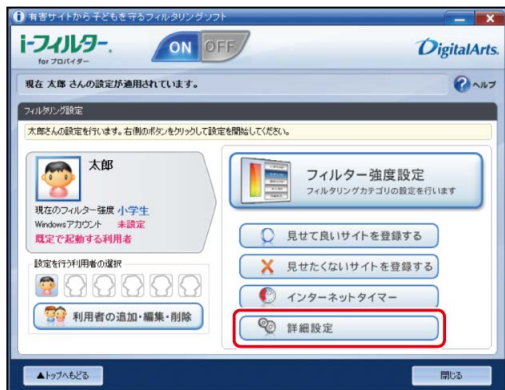 有害サイトから子どもを守るフィルタリングソフト
i-フィルター.
for プロバイダー
ON OFF
DigitalArts.
現在 太郎 さんの設定が適用されています。
ヘルプ
フィルタリング設定
太郎さんの設定を行います。右側のボタンをクリックして設定を開始してください。
太郎
現在のフィルター強度 小学生
Windowsアカウント 未設定
既定で起動する利用者
設定を行う利用者の選択
利用者の追加・編集・削除
フィルター強度設定
フィルタリングカテゴリの設定を行います
見せて良いサイトを登録する
見せたくないサイトを登録する
インターネットタイマー
詳細設定
▲トップへもどる
閉じる